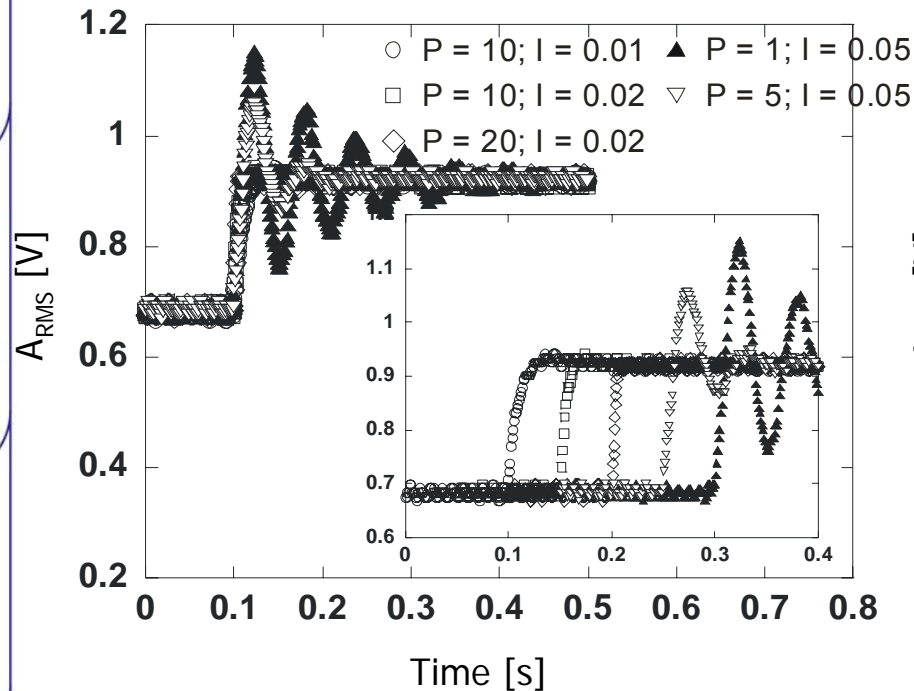 1.2
P = 10; I = 0.01 P = 1; I = 0.05
P = 10; I = 0.02 P = 5; I = 0.05
P = 20; I = 0.02
1
0.8
0.6
0.4
0.2
A_RMS [V]
1.1
1
0.9
0.8
0.7
0.6
0 0.1 0.2 0.3 0.4
0 0.1 0.2 0.3 0.4 0.5 0.6 0.7 0.8
Time [s]